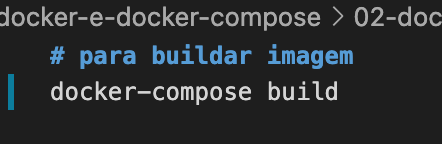 docker-e-docker-compose > 02-doc
# para buildar imagem
docker-compose build